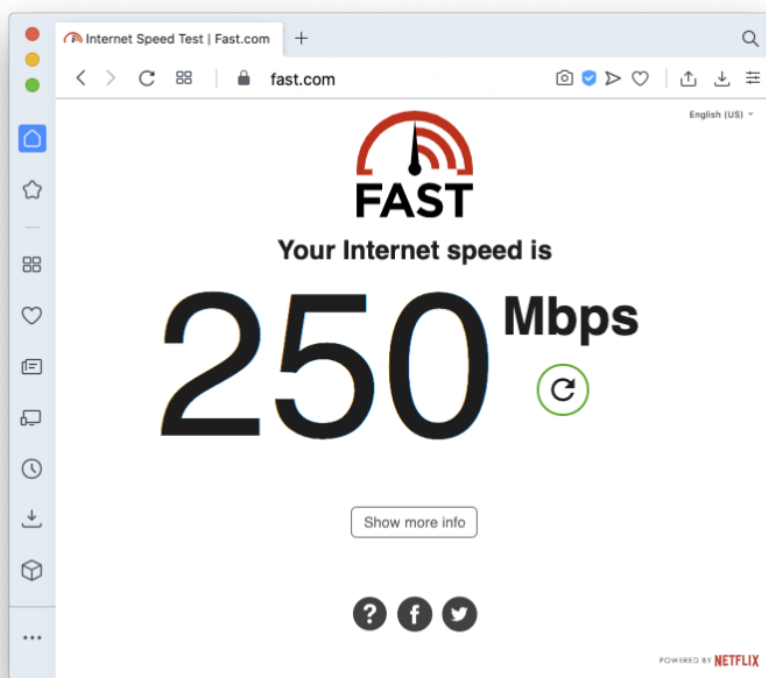 Internet Speed Test | Fast.com
fast.com
English (US)
FAST
Your Internet speed is
250 Mbps
Show more info
? f
POWERED BY NETFLIX